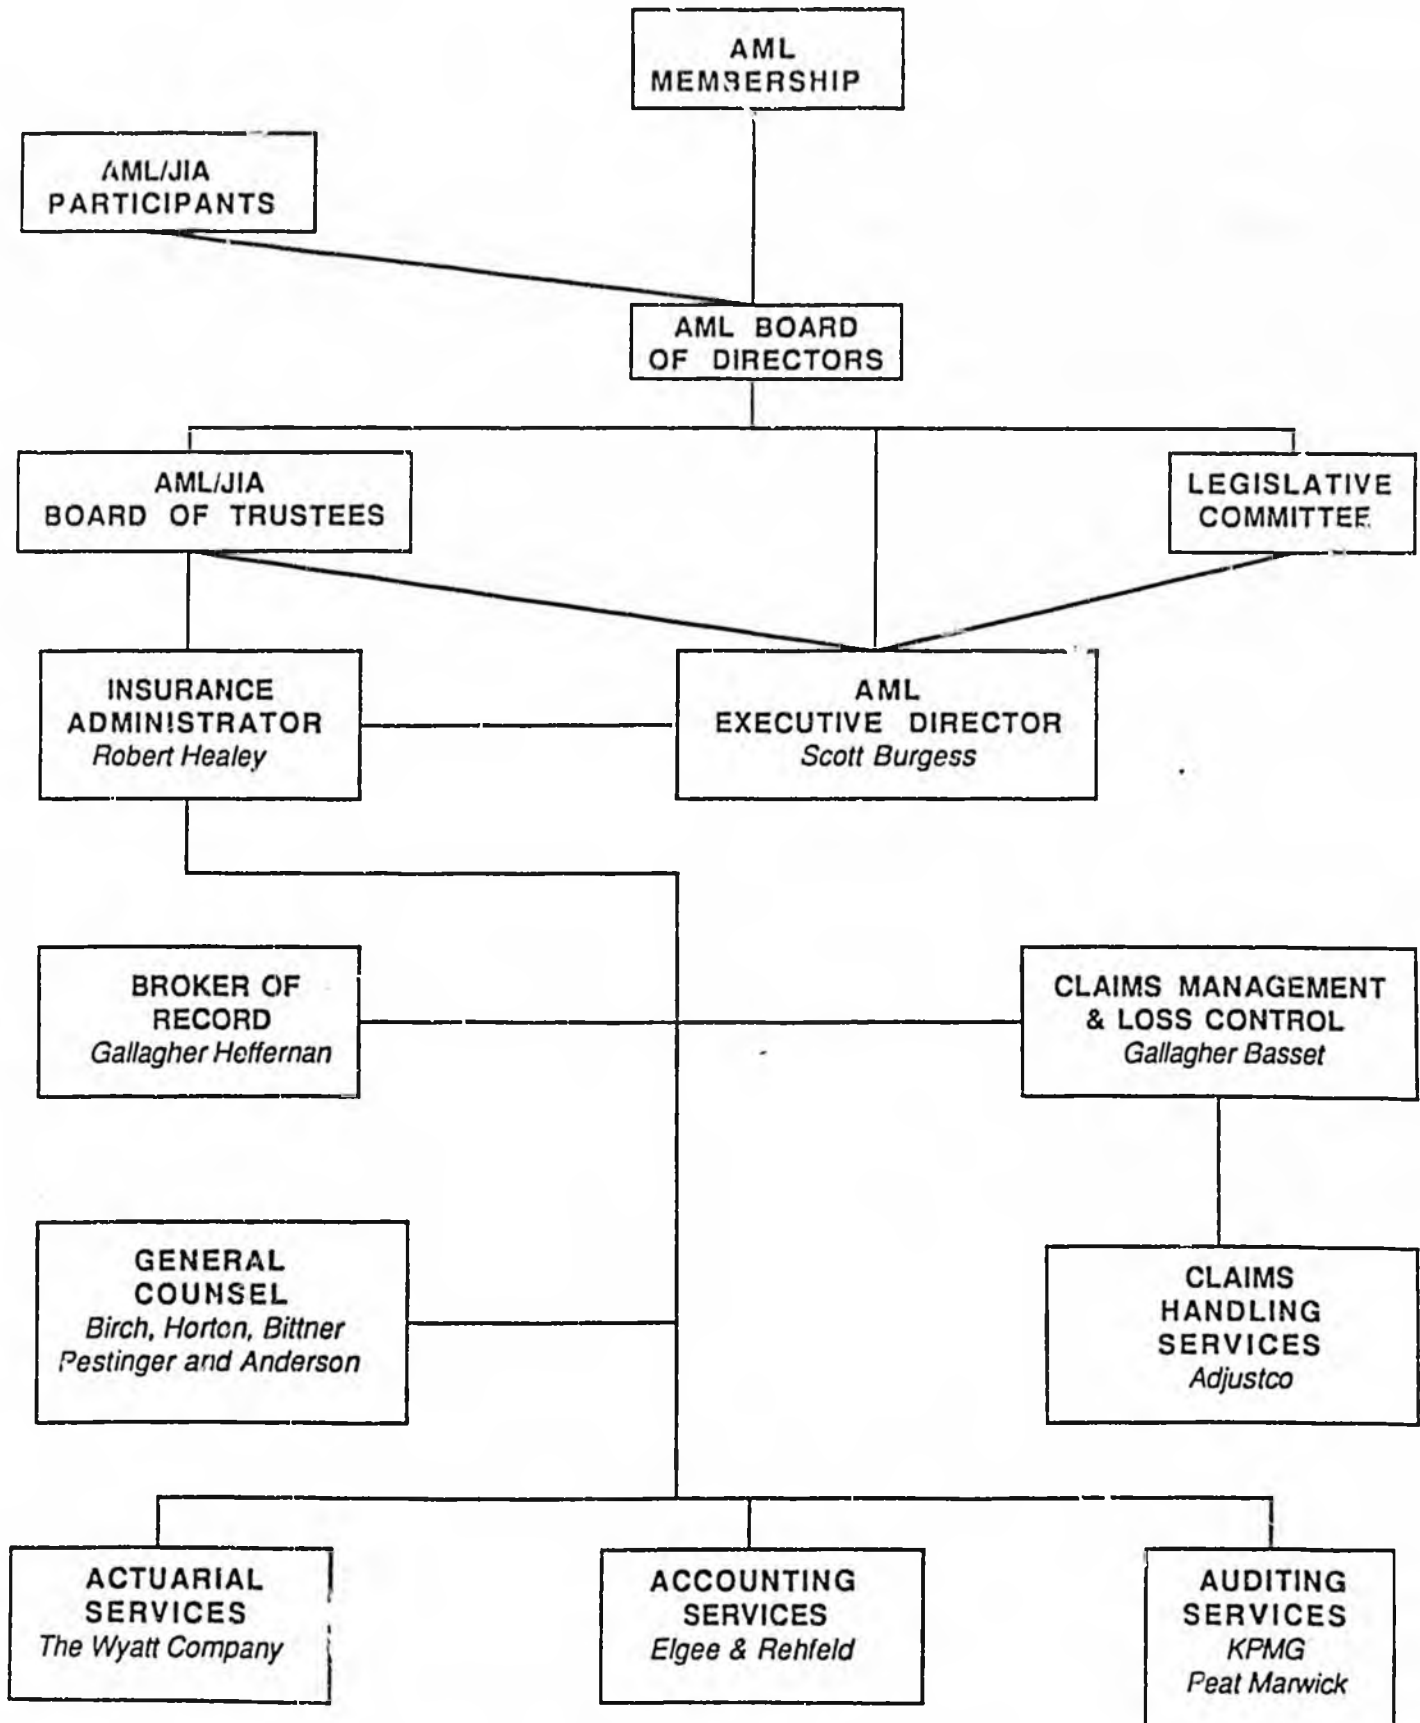 AML
MEMBERSHIP
AML/JIA
PARTICIPANTS
AML BOARD
OF DIRECTORS
AML/JIA
BOARD OF TRUSTEES
LEGISLATIVE
COMMITTEE
INSURANCE
ADMINISTRATOR
Robert Healey
AML
EXECUTIVE DIRECTOR
Scott Burgess
BROKER OF
RECORD
Gallagher Heffernan
CLAIMS MANAGEMENT
& LOSS CONTROL
Gallagher Basset
GENERAL
COUNSEL
Birch, Horton, Bittner
Pestinger and Anderson
CLAIMS
HANDLING
SERVICES
Adjustco
ACTUARIAL
SERVICES
The Wyatt Company
ACCOUNTING
SERVICES
Elgee & Rehfeld
AUDITING
SERVICES
KPMG
Peat Marwick